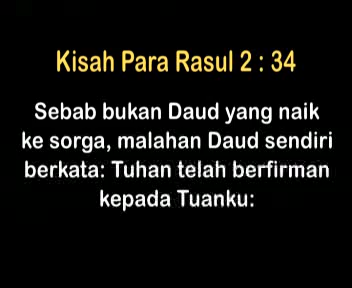 Kisah Para Rasul 2 : 34
Sebab bukan Daud yang naik
ke sorga, malahan Daud sendiri
berkata: Tuhan telah berfirman
kepada Tuanku: